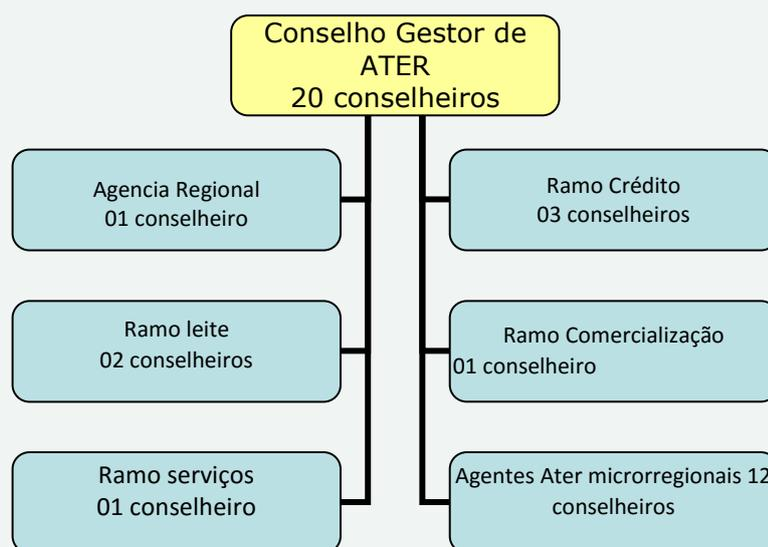 Conselho Gestor de
ATER
20 conselheiros
Agencia Regional
01 conselheiro
Ramo Crédito
03 conselheiros
Ramo leite
02 conselheiros
Ramo Comercialização
01 conselheiro
Ramo serviços
01 conselheiro
Agentes Ater microrregionais 12
conselheiros